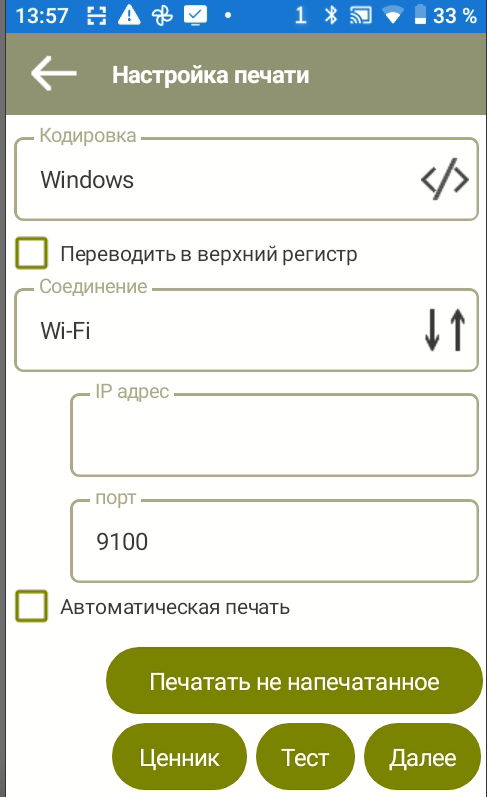 13:57 1 33 %
Настройка печати
Кодировка
Windows
Переводить в верхний регистр
Соединение
Wi-Fi
IP адрес
порт
9100
Автоматическая печать
Печатать не напечатанное
Ценник Тест Далее